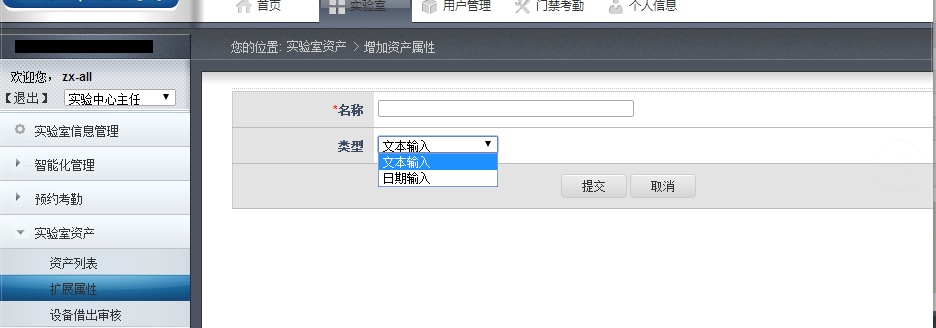 首页
实验室
用户管理
门禁考勤
个人信息
您的位置: 实验室资产 > 增加资产属性
欢迎您， zx-all
【退出】 实验中心主任
实验室信息管理
智能化管理
预约考勤
实验室资产
资产列表
扩展属性
设备借出审核
*名称
类型 文本输入
文本输入
日期输入
提交 取消